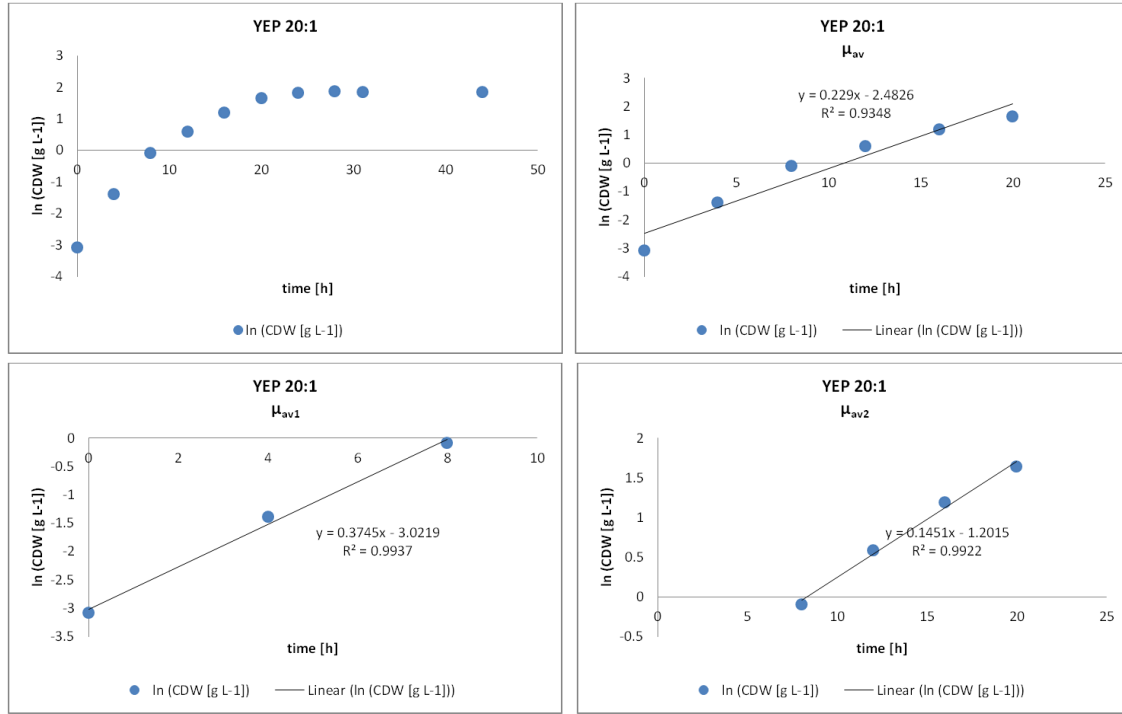 YEP 20:1
3
2
1
0
-1
-2
-3
-4
0
10
20
30
40
50
ln (CDW [g L-1])
time [h]
ln (CDW [g L-1])
YEP 20:1
μav
3
2
1
0
-1
-2
-3
-4
0
5
10
15
20
25
y = 0.229x - 2.4826
R² = 0.9348
ln (CDW [g L-1])
time [h]
ln (CDW [g L-1])
Linear (ln (CDW [g L-1]))
YEP 20:1
μav1
0
-0.5
-1
-1.5
-2
-2.5
-3
-3.5
0
2
4
6
8
10
y = 0.3745x - 3.0219
R² = 0.9937
ln (CDW [g L-1])
time [h]
ln (CDW [g L-1])
Linear (ln (CDW [g L-1]))
YEP 20:1
μav2
2
1.5
1
0.5
0
-0.5
0
5
10
15
20
25
y = 0.1451x - 1.2015
R² = 0.9922
ln (CDW [g L-1])
time [h]
ln (CDW [g L-1])
Linear (ln (CDW [g L-1]))